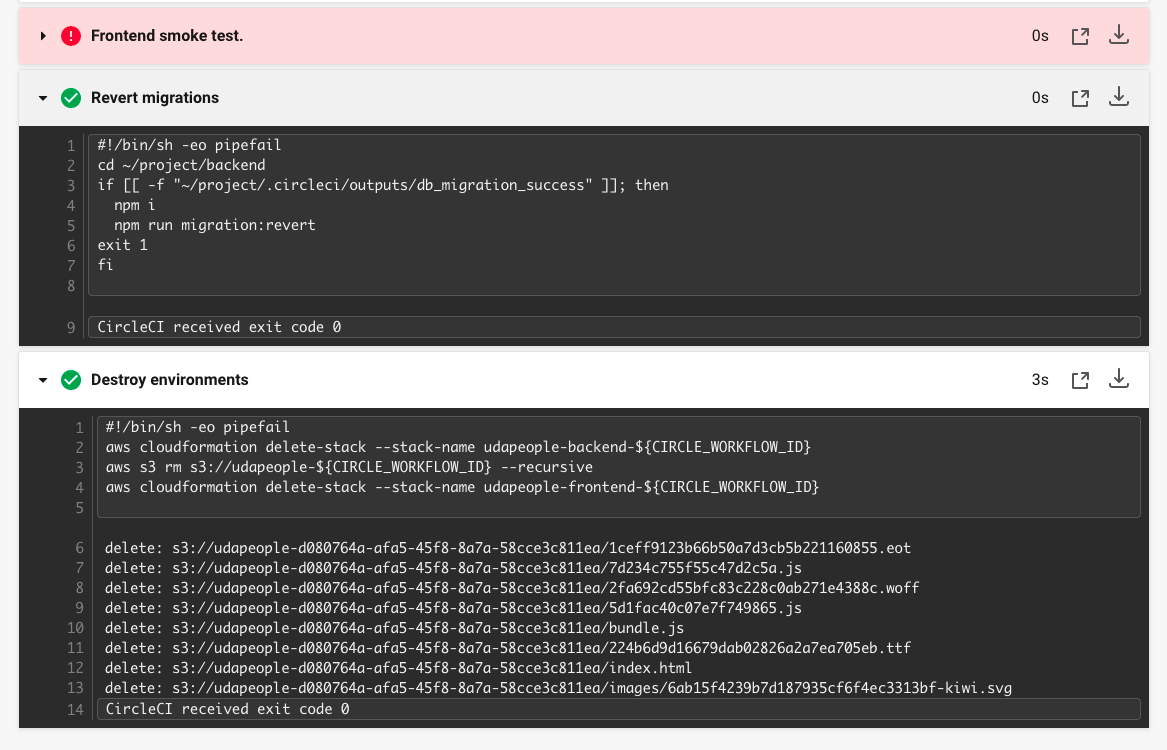 Frontend smoke test.
0s
Revert migrations
0s
1 #!/bin/sh -eo pipefail
2 cd ~/project/backend
3 if [[ -f "~/project/.circleci/outputs/db_migration_success" ]]; then
4 npm i
5 npm run migration:revert
6 exit 1
7 fi
8
9 CircleCI received exit code 0
Destroy environments
3s
1 #!/bin/sh -eo pipefail
2 aws cloudformation delete-stack --stack-name udapeople-backend-${CIRCLE_WORKFLOW_ID}
3 aws s3 rm s3://udapeople-${CIRCLE_WORKFLOW_ID} --recursive
4 aws cloudformation delete-stack --stack-name udapeople-frontend-${CIRCLE_WORKFLOW_ID}
5
6 delete: s3://udapeople-d080764a-afa5-45f8-8a7a-58cce3c811ea/1ceff9123b66b50a7d3cb5b221160855.eot
7 delete: s3://udapeople-d080764a-afa5-45f8-8a7a-58cce3c811ea/7d234c755f55c47d2c5a.js
8 delete: s3://udapeople-d080764a-afa5-45f8-8a7a-58cce3c811ea/2fa692cd55bfc83c228c0ab271e4388c.woff
9 delete: s3://udapeople-d080764a-afa5-45f8-8a7a-58cce3c811ea/5d1fac40c07e7f749865.js
10 delete: s3://udapeople-d080764a-afa5-45f8-8a7a-58cce3c811ea/bundle.js
11 delete: s3://udapeople-d080764a-afa5-45f8-8a7a-58cce3c811ea/224b6d9d16679dab02826a2a7ea705eb.ttf
12 delete: s3://udapeople-d080764a-afa5-45f8-8a7a-58cce3c811ea/index.html
13 delete: s3://udapeople-d080764a-afa5-45f8-8a7a-58cce3c811ea/images/6ab15f4239b7d187935cf6f4ec3313bf-kiwi.svg
14 CircleCI received exit code 0